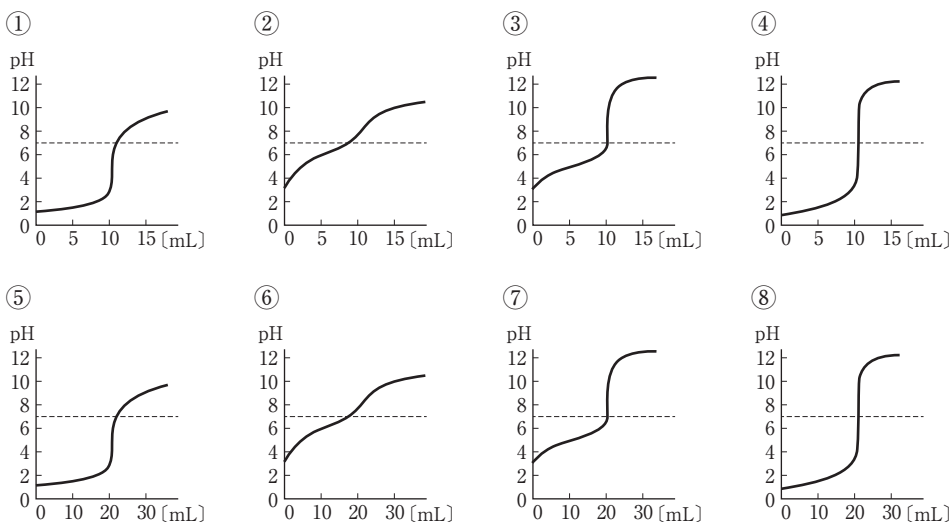 ① ② ③ ④
pH pH pH pH
12 12 12 12
10 10 10 10
8 8 8 8
6 6 6 6
4 4 4 4
2 2 2 2
0 0 0 0
0 5 10 15 〔mL〕 0 5 10 15 〔mL〕 0 5 10 15 〔mL〕 0 5 10 15 〔mL〕
⑤ ⑥ ⑦ ⑧
pH pH pH pH
12 12 12 12
10 10 10 10
8 8 8 8
6 6 6 6
4 4 4 4
2 2 2 2
0 0 0 0
0 10 20 30 〔mL〕 0 10 20 30 〔mL〕 0 10 20 30 〔mL〕 0 10 20 30 〔mL〕